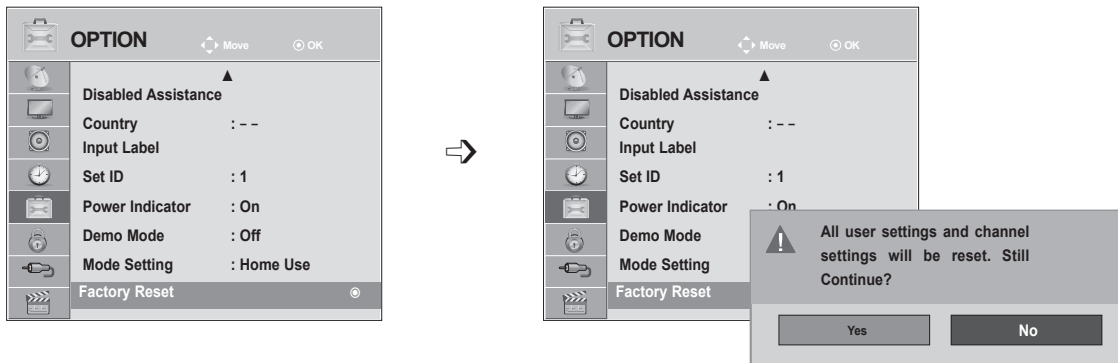 OPTION
Move
OK
▲
Disabled Assistance
Country : – –
Input Label
Set ID : 1
Power Indicator : On
Demo Mode : Off
Mode Setting : Home Use
Factory Reset
OPTION
Move
OK
▲
Disabled Assistance
Country : – –
Input Label
Set ID : 1
Power Indicator : On
Demo Mode
Mode Setting
Factory Reset
All user settings and channel
settings will be reset. Still
Continue?
Yes
No